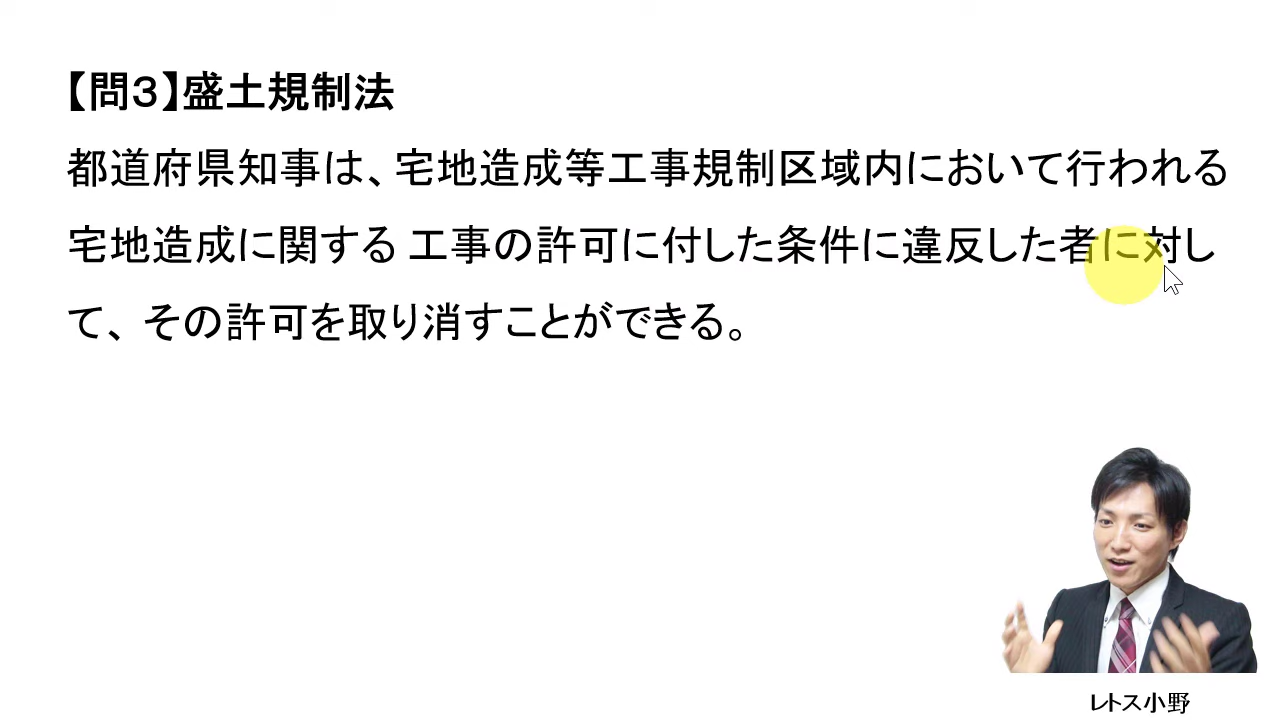 【問3】盛土規制法
都道府県知事は、宅地造成等工事規制区域内において行われる
宅地造成に関する 工事の許可に付した条件に違反した者に対し
て、その許可を取り消すことができる。
レトス小野